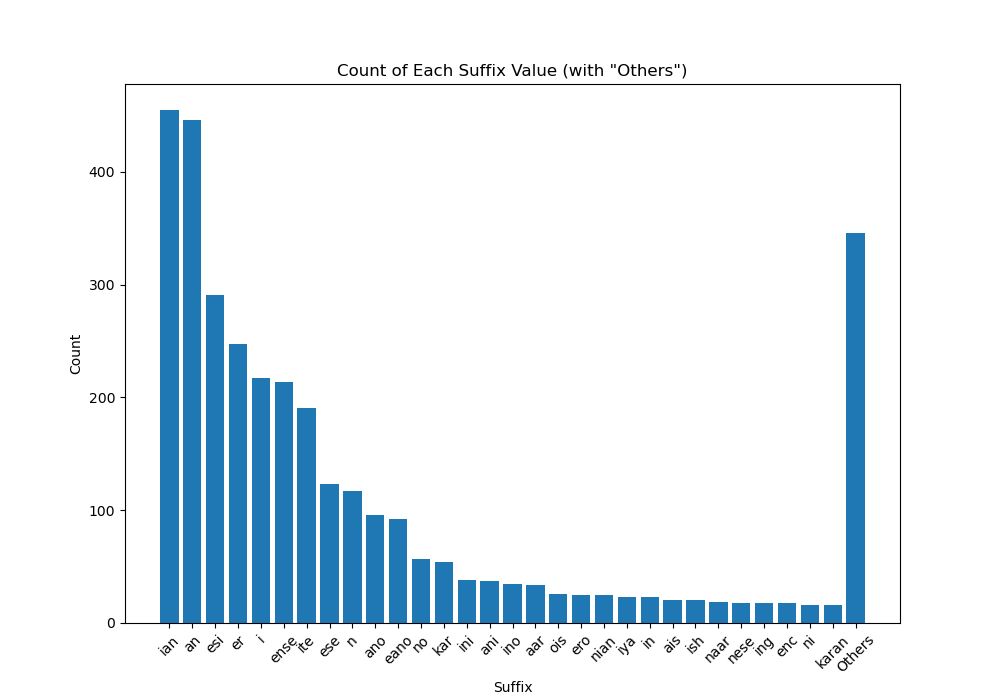 Count of Each Suffix Value (with "Others")
400
300
200
100
0
Count
ian
an
esi
er
i
ense
ite
ese
n
ano
eano
no
kar
ini
ani
ino
aar
ois
ero
nian
iya
in
ais
ish
naar
nese
ing
enc
ni
karan
Others
Suffix